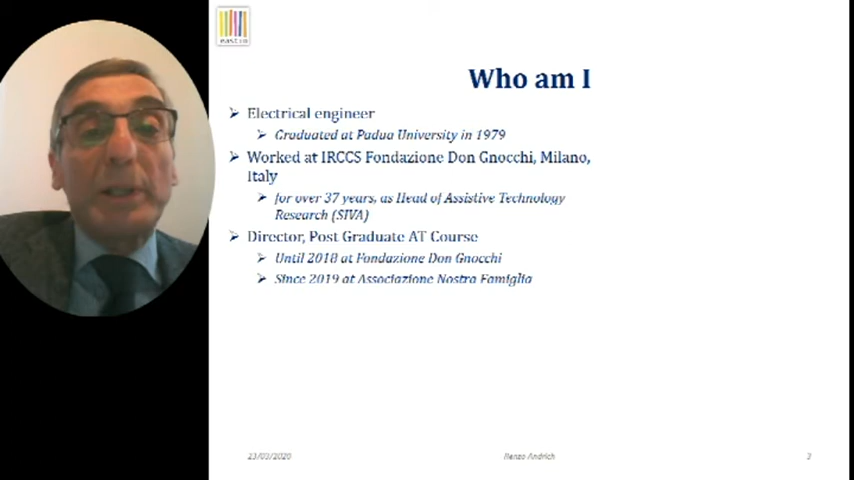 Who am I
Electrical engineer
Graduated at Padua University in 1979
Worked at IRCCS Fondazione Don Gnocchi, Milano,
Italy
for over 37 years, as Head of Assistive Technology
Research (SIVA)
Director, Post Graduate AT Course
Until 2018 at Fondazione Don Gnocchi
Since 2019 at Associazione Nostra Famiglia
23/03/2020
Renzo Andrich
3